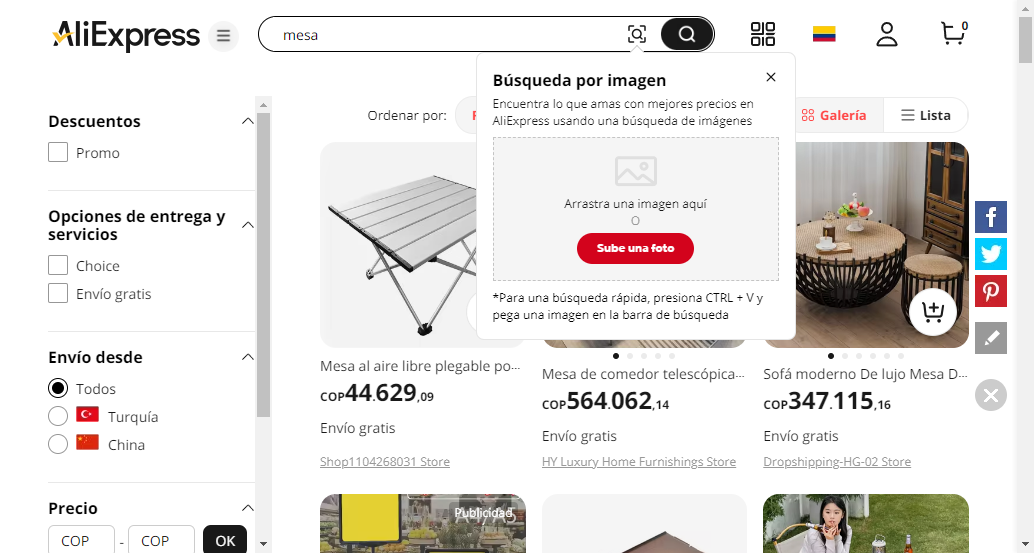 AliExpress
mesa
0
Búsqueda por imagen
Encuentra lo que amas con mejores precios en
AliExpress usando una búsqueda de imágenes
Arrastra una imagen aquí
O
Sube una foto
*Para una búsqueda rápida, presiona CTRL + V y
pega una imagen en la barra de búsqueda
Descuentos
Promo
Opciones de entrega y
servicios
Choice
Envío gratis
Envío desde
Todos
Turquía
China
Precio
COP - COP OK
Ordenar por:
Galería
Lista
Mesa al aire libre plegable po...
COP44.629,09
Envío gratis
Shop1104268031 Store
Mesa de comedor telescópica...
COP564.062,14
Envío gratis
HY Luxury Home Furnishings Store
Sofá moderno De lujo Mesa D...
COP347.115,16
Envío gratis
Dropshipping-HG-02 Store
Publicidad